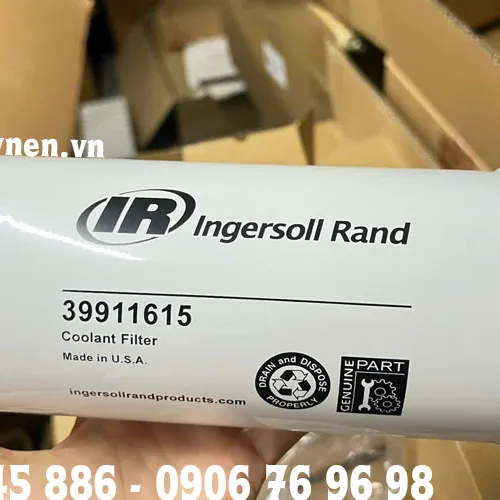 ynen.vn
IR Ingersoll Rand
39911615
Coolant Filter
Made in U.S.A.
ingersollrandproducts.com
DRAIN and DISPOSE
PROPERLY
GENUINE PART
45 886 - 0906 76 96 98